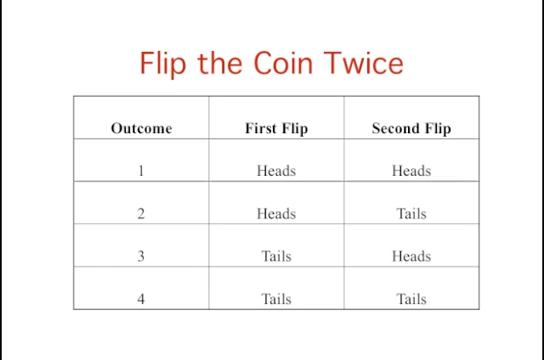 Flip the Coin Twice
Outcome First Flip Second Flip
1 Heads Heads
2 Heads Tails
3 Tails Heads
4 Tails Tails